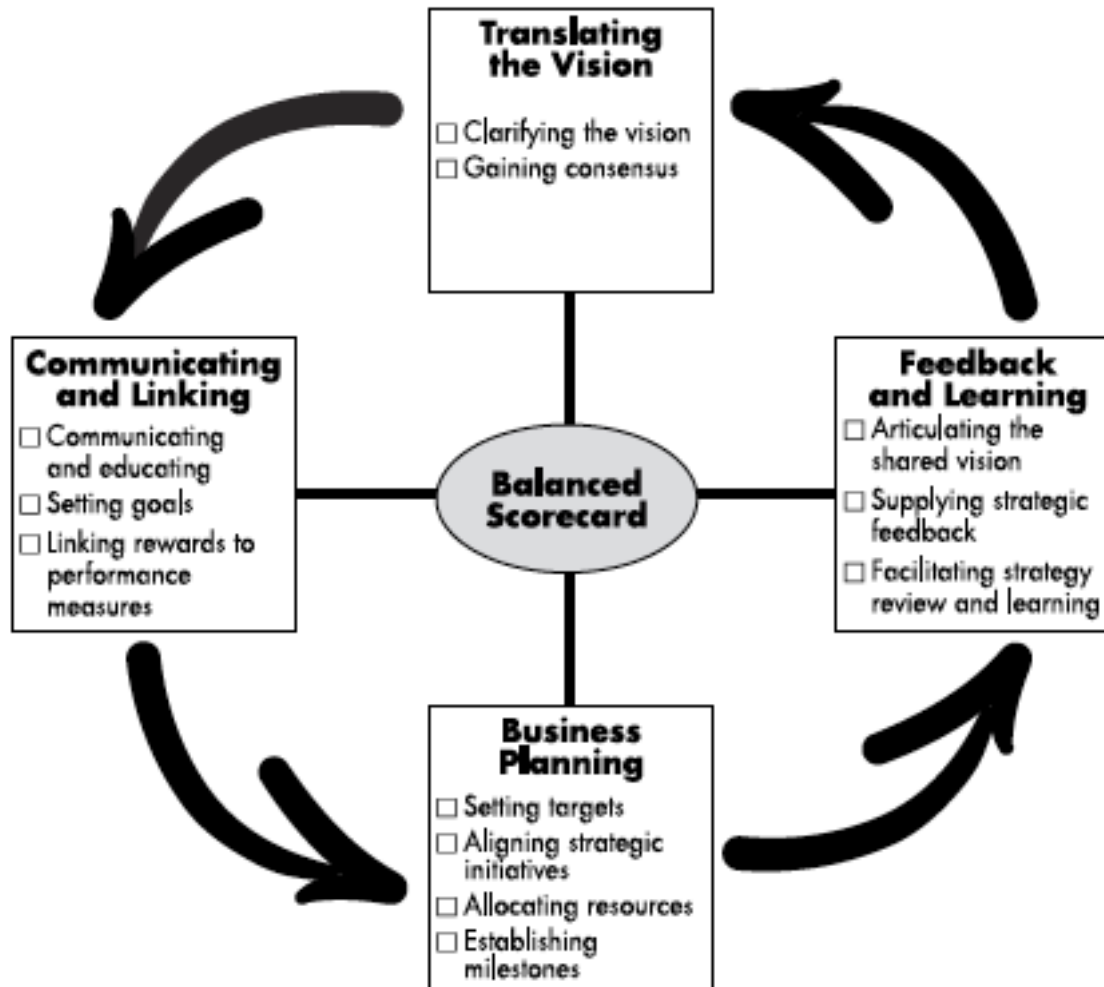 Translating
the Vision
☐ Clarifying the vision
☐ Gaining consensus
Communicating
and Linking
☐ Communicating
and educating
☐ Setting goals
☐ Linking rewards to
performance
measures
Balanced
Scorecard
Feedback
and Learning
☐ Articulating the
shared vision
☐ Supplying strategic
feedback
☐ Facilitating strategy
review and learning
Business
Planning
☐ Setting targets
☐ Aligning strategic
initiatives
☐ Allocating resources
☐ Establishing
milestones